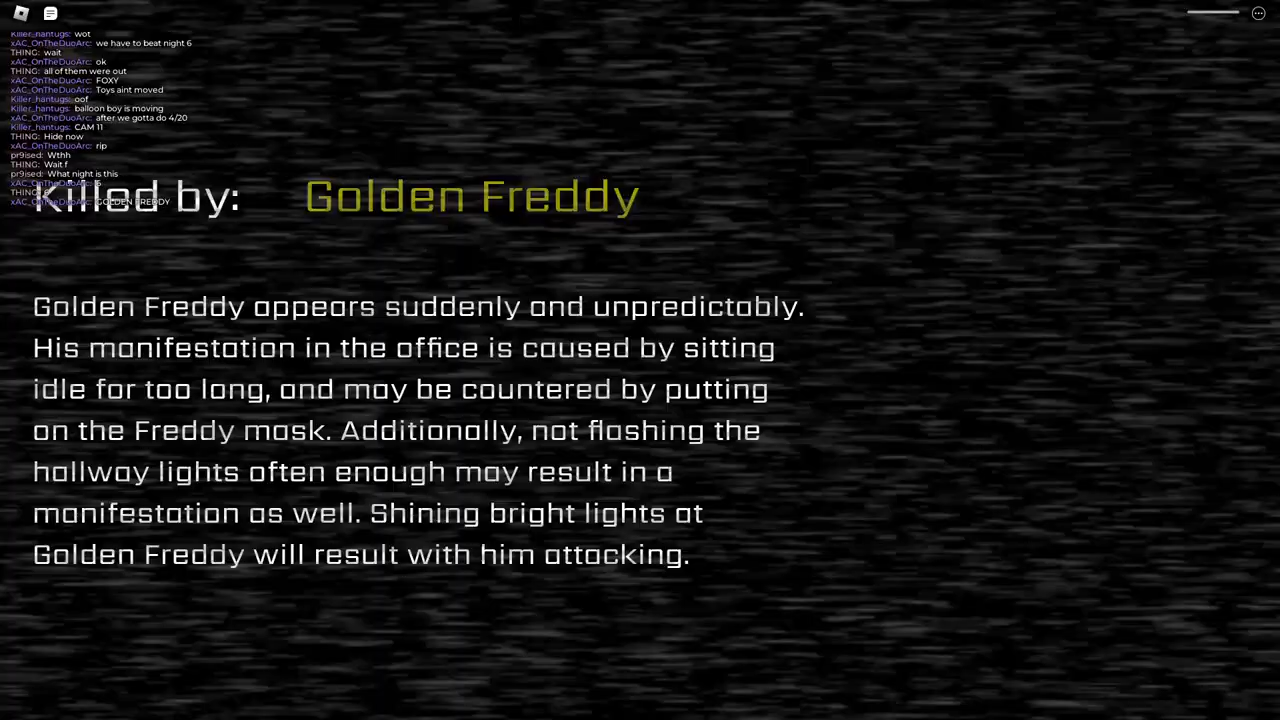 Killer_hantugs: wot
xAC_OnTheDuoArc: we have to beat night 6
THING: wait
xAC_OnTheDuoArc: ok
THING: all of them were out
xAC_OnTheDuoArc: FOXY
xAC_OnTheDuoArc: Toys aint moved
Killer_hantugs: oof
Killer_hantugs: balloon boy is moving
xAC_OnTheDuoArc: after we gotta do 4/20
Killer_hantugs: CAM 11
THING: Hide now
xAC_OnTheDuoArc: rip
pr9ised: Wthh
THING: Wait f
pr9ised: What night is this
xAC_OnTheDuoArc: 6
THING:
xAC_OnTheDuoArc: GOLDEN FREDDY
Killed by: Golden Freddy
Golden Freddy appears suddenly and unpredictably.
His manifestation in the office is caused by sitting
idle for too long, and may be countered by putting
on the Freddy mask. Additionally, not flashing the
hallway lights often enough may result in a
manifestation as well. Shining bright lights at
Golden Freddy will result with him attacking.